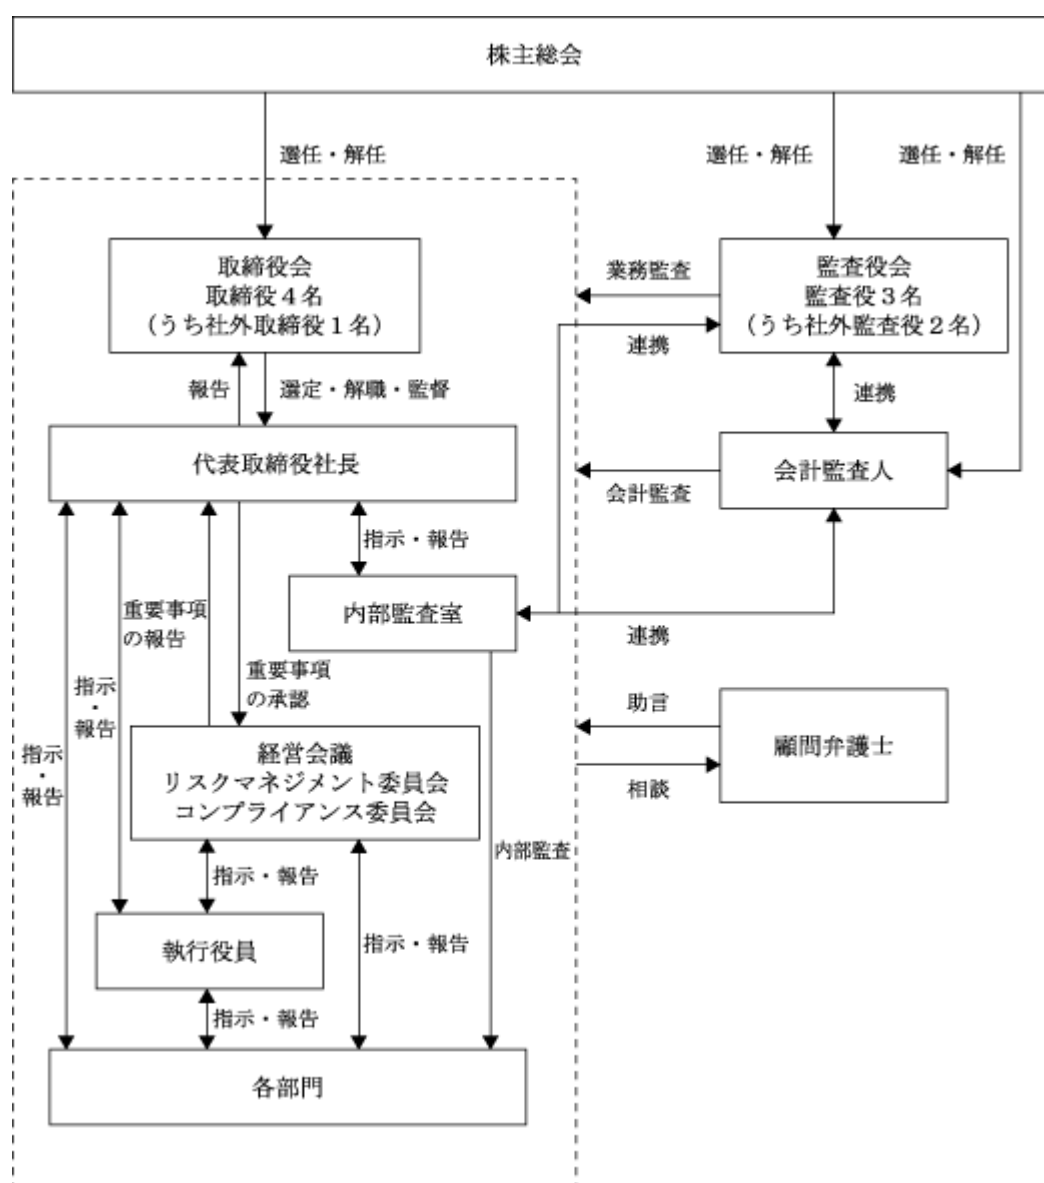 株主総会
選任・解任
選任・解任
選任・解任
取締役会
取締役４名
（うち社外取締役１名）
業務監査
監査役会
監査役３名
（うち社外監査役２名）
連携
報告
選定・解職・監督
連携
代表取締役社長
会計監査人
会計監査
指示・報告
内部監査室
重要事項
の報告
連携
重要事項
の承認
指示
・
報告
指示
・
報告
助言
顧問弁護士
相談
経営会議
リスクマネジメント委員会
コンプライアンス委員会
内部監査
指示・報告
執行役員
指示・報告
指示・報告
各部門